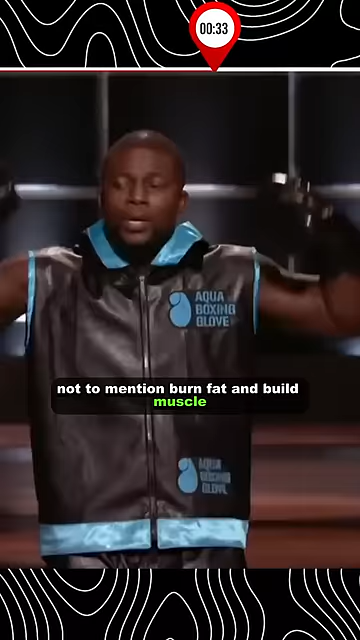 00:33
AQUA
BOXING
GLOVE
not to mention burn fat and build
muscle
AQUA
BOXING
GLOVE